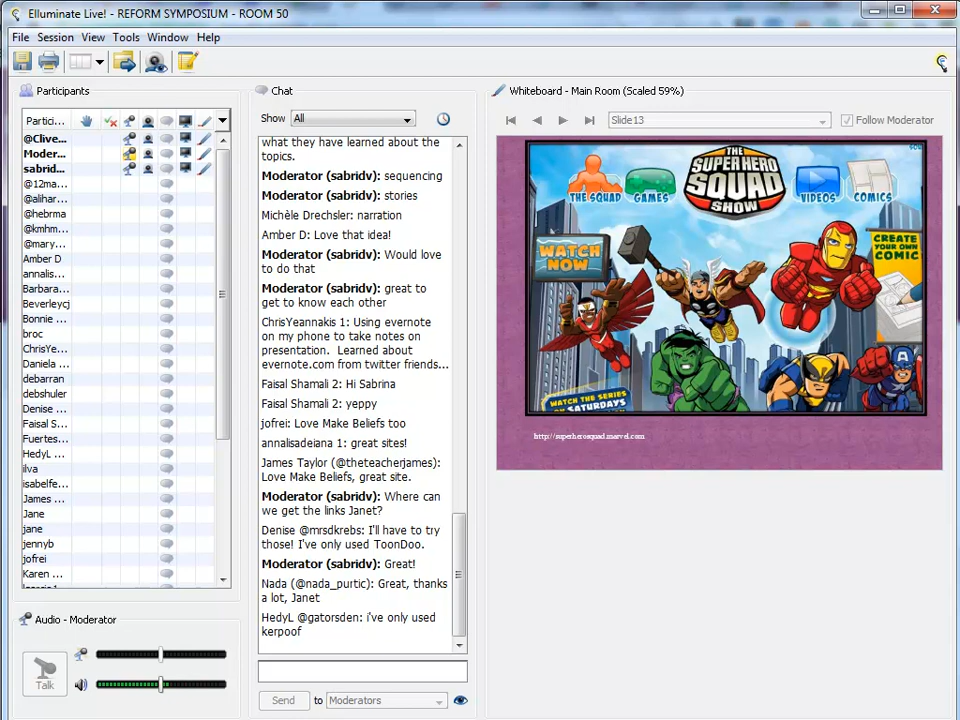 Elluminate Live! - REFORM SYMPOSIUM - ROOM 50
File Session View Tools Window Help
Participants
Partici...
@Clive...
Moder...
sabrid...
@12ma...
@alihar...
@hebrma
@kmhm...
@mary...
Amber D
annalis...
Barbara...
Beverleycj
Bonnie ...
broc
ChrisYe...
Daniela ...
debarran
debshuler
Denise ...
Faisal S...
Fuertes...
HedyL ...
ilva
isabelfe...
James ...
Jane
jane
jennyb
jofrei
Karen ...
Audio - Moderator
Talk
Chat
Show All
what they have learned about the
topics.
Moderator (sabridv): sequencing
Moderator (sabridv): stories
Michèle Drechsler: narration
Amber D: Love that idea!
Moderator (sabridv): Would love
to do that
Moderator (sabridv): great to
get to know each other
ChrisYeannakis 1: Using evernote
on my phone to take notes on
presentation. Learned about
evernote.com from twitter friends...
Faisal Shamali 2: Hi Sabrina
Faisal Shamali 2: yeppy
jofrei: Love Make Beliefs too
annalisadeiana 1: great sites!
James Taylor (@theteacherjames):
Love Make Beliefs, great site.
Moderator (sabridv): Where can
we get the links Janet?
Denise @mrsdkrebs: I'll have to try
those! I've only used ToonDoo.
Moderator (sabridv): Great!
Nada (@nada_purtic): Great, thanks
a lot, Janet
HedyL @gatorsden: i've only used
kerpoof
Send to Moderators
Whiteboard - Main Room (Scaled 59%)
Slide13
Follow Moderator
THE
SUPER HERO
SQUAD
SHOW
THE SQUAD
GAMES
VIDEOS
COMICS
WATCH
NOW
CREATE
YOUR OWN
COMIC
WATCH THE SERIES
SATURDAYS
http://superherosquad.marvel.com